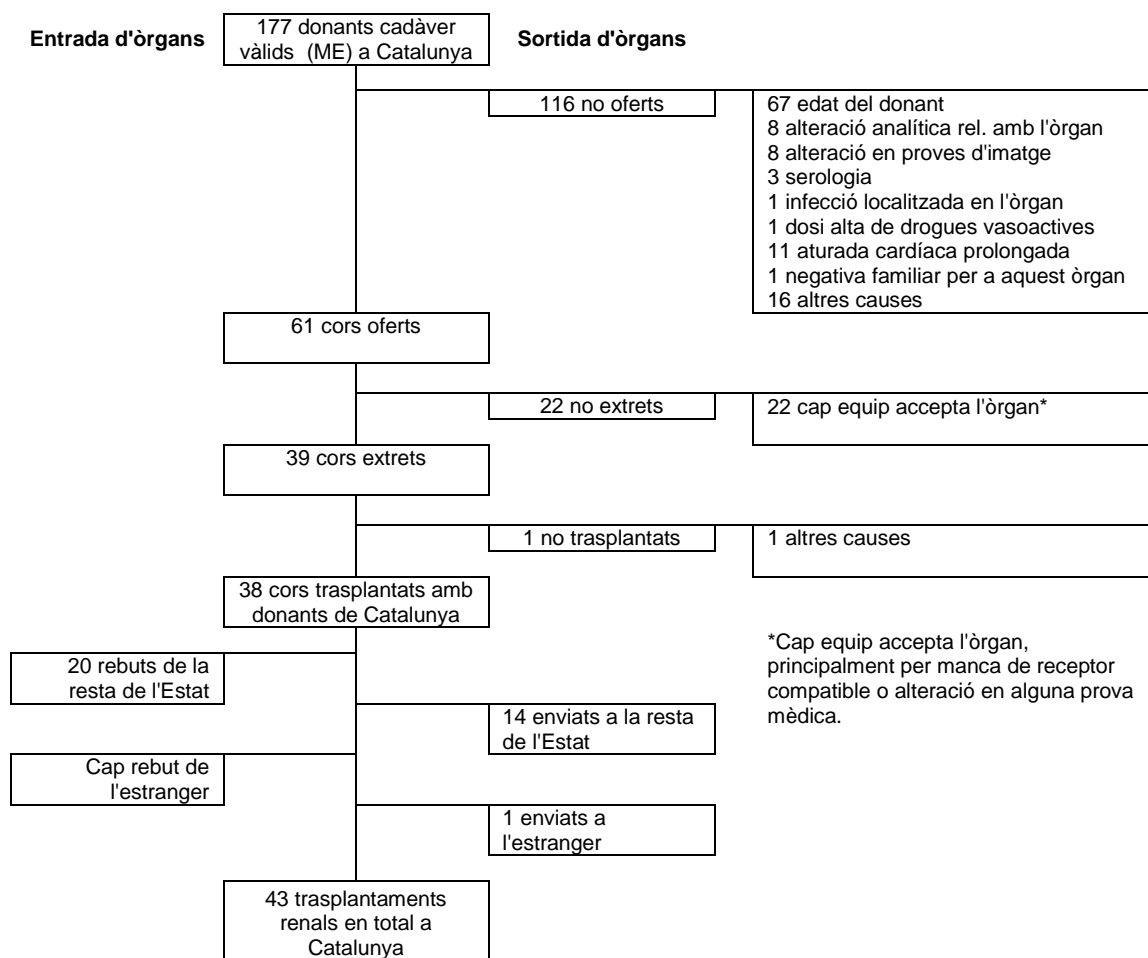 Entrada d'òrgans
177 donants cadàver
vàlids (ME) a Catalunya
Sortida d'òrgans
116 no oferts
67 edat del donant
8 alteració analítica rel. amb l'òrgan
8 alteració en proves d'imatge
3 serologia
1 infecció localitzada en l'òrgan
1 dosi alta de drogues vasoactives
11 aturada cardíaca prolongada
1 negativa familiar per a aquest òrgan
16 altres causes
61 cors oferts
22 no extrets
22 cap equip accepta l'òrgan*
39 cors extrets
1 no trasplantats
1 altres causes
38 cors trasplantats amb
donants de Catalunya
*Cap equip accepta l'òrgan,
principalment per manca de receptor
compatible o alteració en alguna prova
mèdica.
20 rebuts de la
resta de l'Estat
14 enviats a la resta
de l'Estat
Cap rebut de
l'estranger
1 enviats a
l'estranger
43 trasplantaments
renals en total a
Catalunya